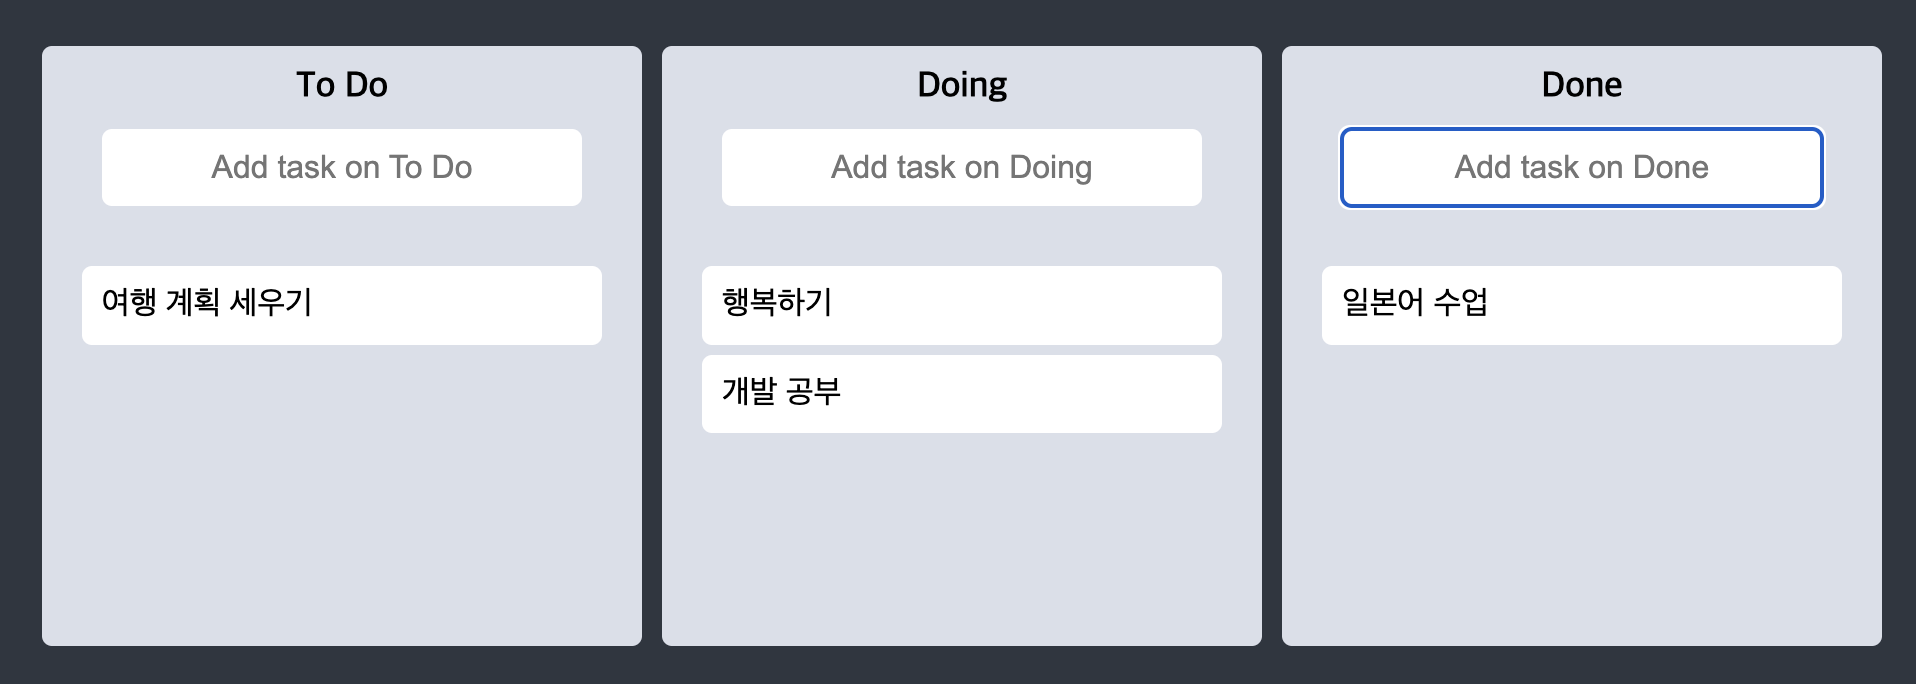 To Do
Add task on To Do
여행 계획 세우기
Doing
Add task on Doing
행복하기
개발 공부
Done
Add task on Done
일본어 수업